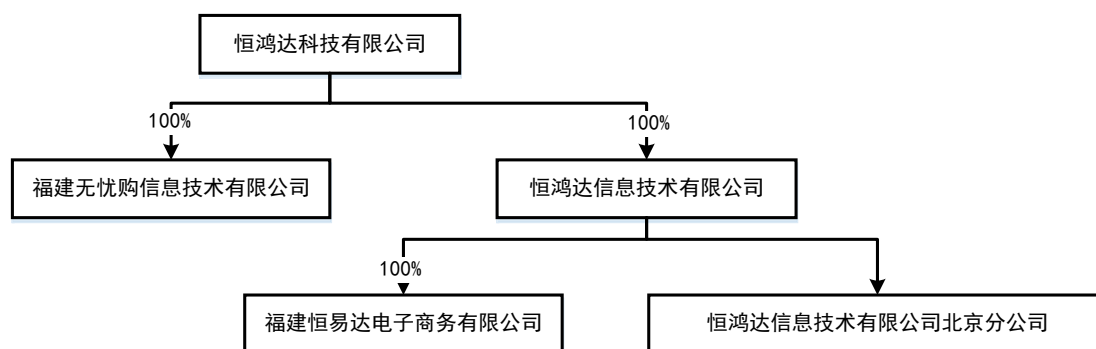 恒鸿达科技有限公司
100%
100%
福建无忧购信息技术有限公司
恒鸿达信息技术有限公司
100%
福建恒易达电子商务有限公司
恒鸿达信息技术有限公司北京分公司